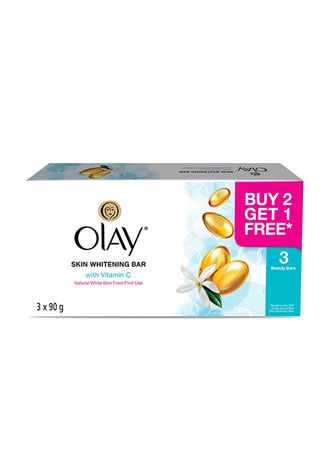 OLAY®
SKIN WHITENING BAR
with Vitamin C
Natural White Skin From First Use
3 x 90 g
BUY 2
GET 1
FREE*
3
Beauty Bars